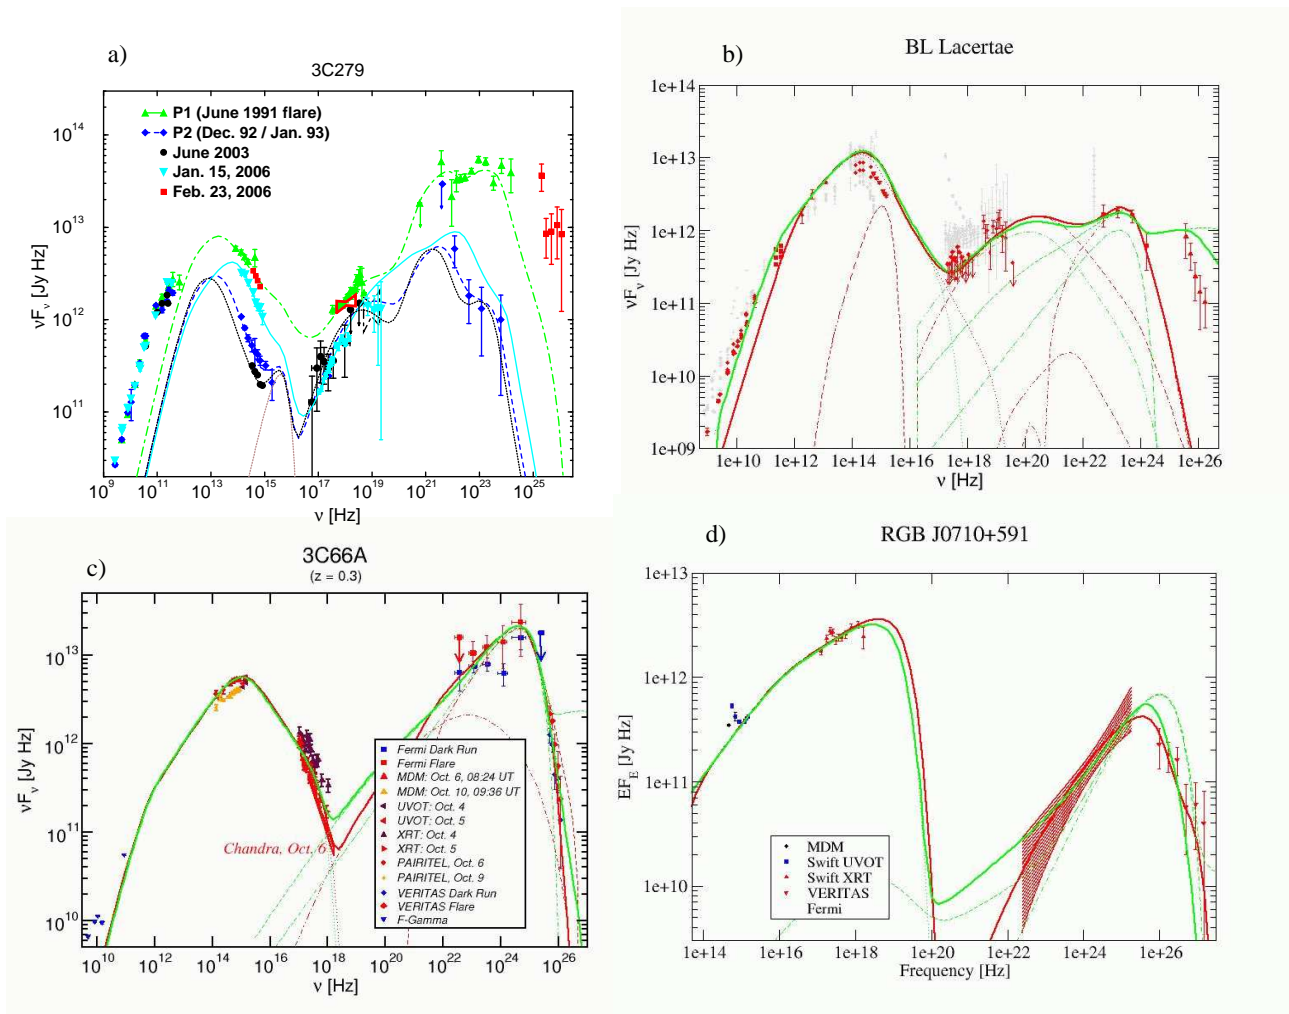 a)
3C279
P1 (June 1991 flare)
P2 (Dec. 92 / Jan. 93)
June 2003
Jan. 15, 2006
Feb. 23, 2006
νFν [Jy Hz]
10^14
10^13
10^12
10^11
10^9 10^11 10^13 10^15 10^17 10^19 10^21 10^23 10^25
ν [Hz]
b)
BL Lacertae
νFν [Jy Hz]
1e+14
1e+13
1e+12
1e+11
1e+10
1e+09
1e+10 1e+12 1e+14 1e+16 1e+18 1e+20 1e+22 1e+24 1e+26
ν [Hz]
c)
3C66A
(z = 0.3)
νFν [Jy Hz]
10^13
10^12
10^11
10^10
Chandra, Oct. 6
Fermi Dark Run
Fermi Flare
MDM: Oct. 6, 08:24 UT
MDM: Oct. 10, 09:36 UT
UVOT: Oct. 4
UVOT: Oct. 5
XRT: Oct. 4
XRT: Oct. 5
PAIRITEL, Oct. 6
PAIRITEL, Oct. 9
VERITAS Dark Run
VERITAS Flare
F-Gamma
10^10 10^12 10^14 10^16 10^18 10^20 10^22 10^24 10^26
ν [Hz]
d)
RGB J0710+591
EF_E [Jy Hz]
1e+13
1e+12
1e+11
1e+10
MDM
Swift UVOT
Swift XRT
VERITAS
Fermi
1e+14 1e+16 1e+18 1e+20 1e+22 1e+24 1e+26
Frequency [Hz]